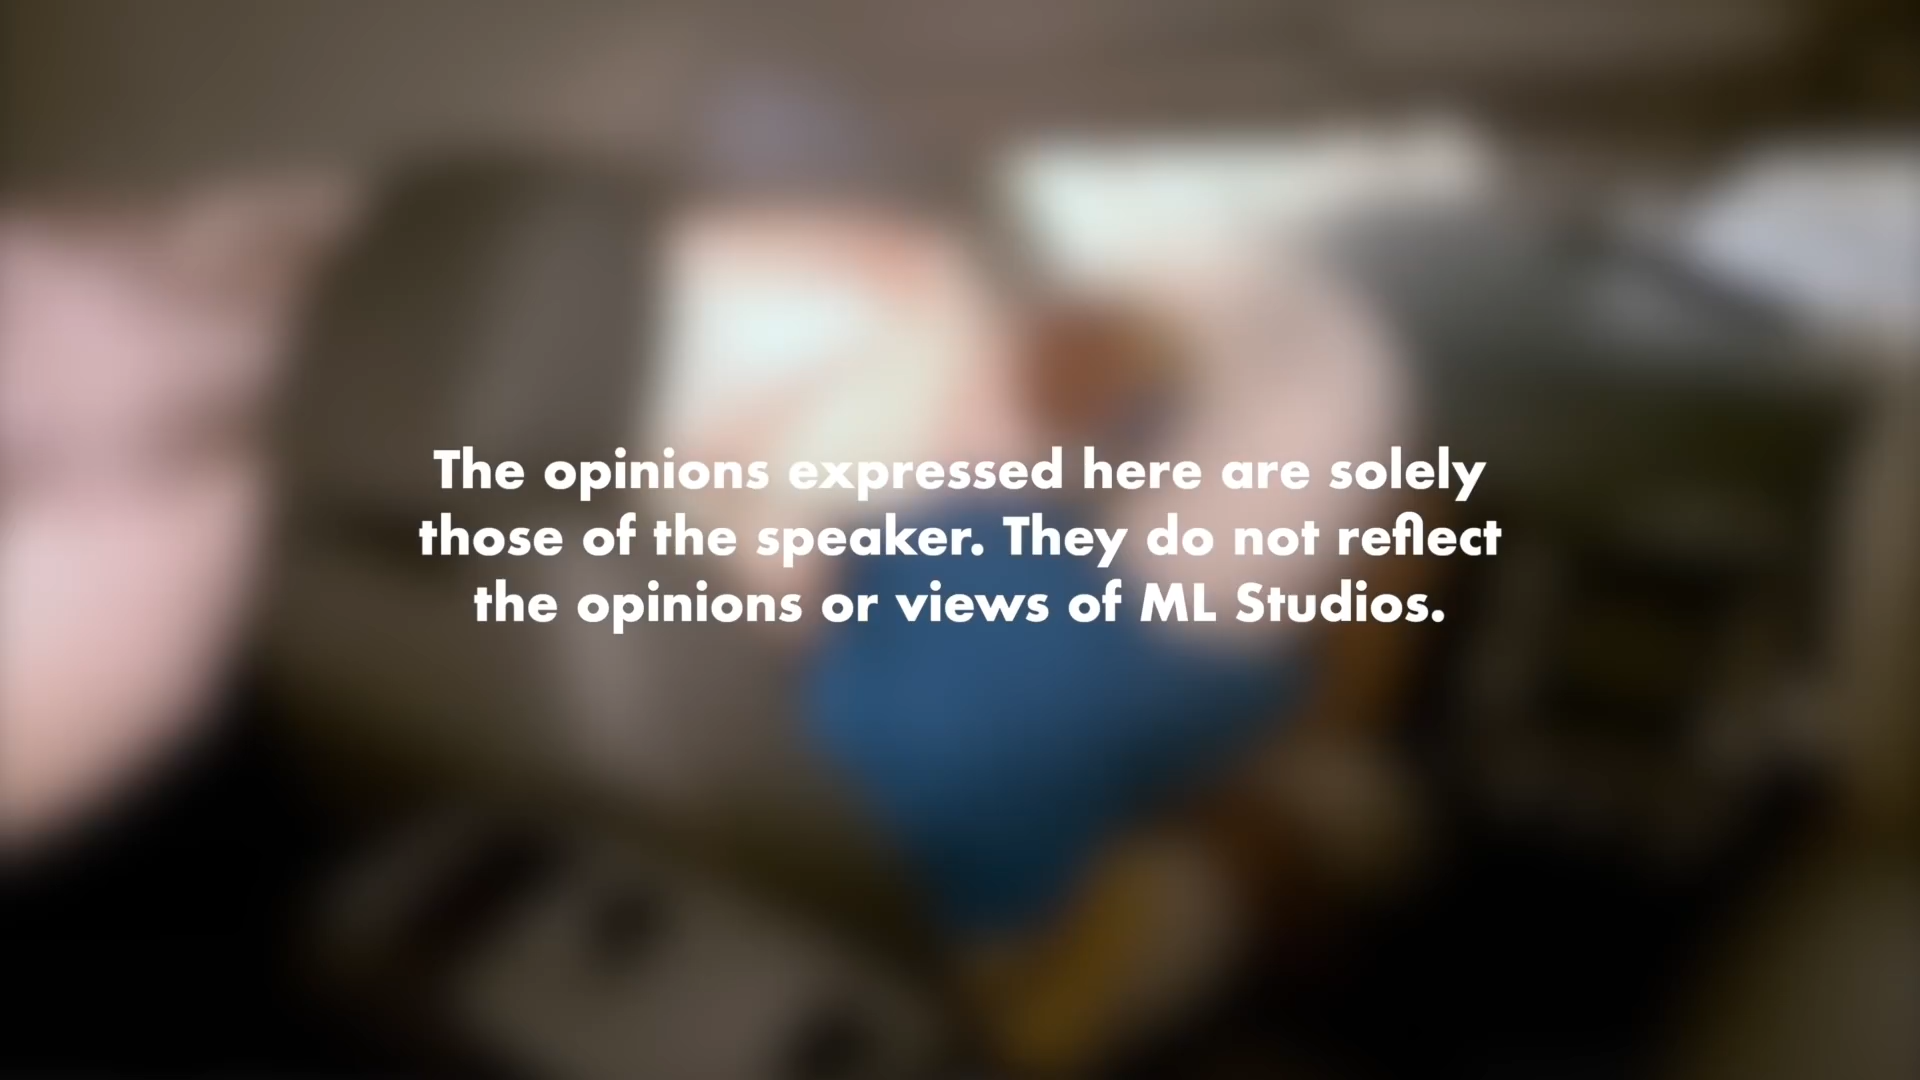 The opinions expressed here are solely
those of the speaker. They do not reflect
the opinions or views of ML Studios.